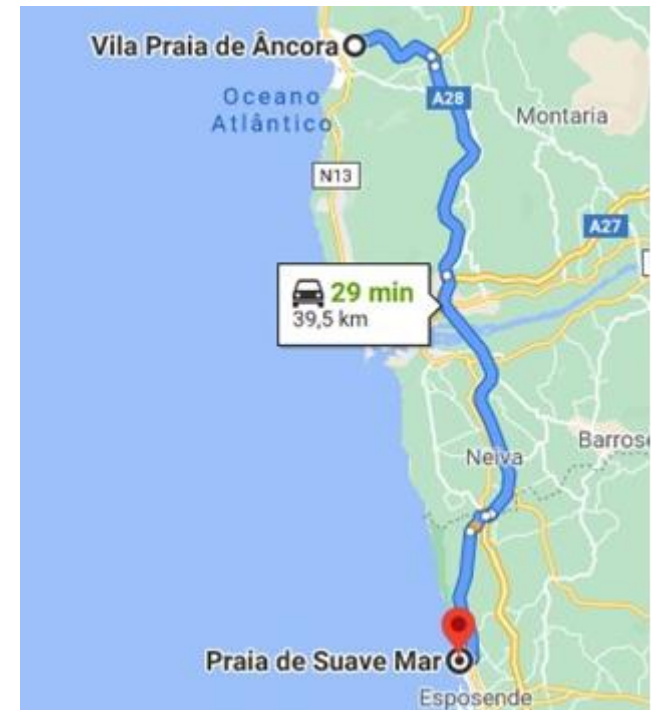 Vila Praia de Âncora
Oceano
Atlântico
A28
Montaria
N13
A27
29 min
39,5 km
Neiva
Praia de Suave Mar
Esposende